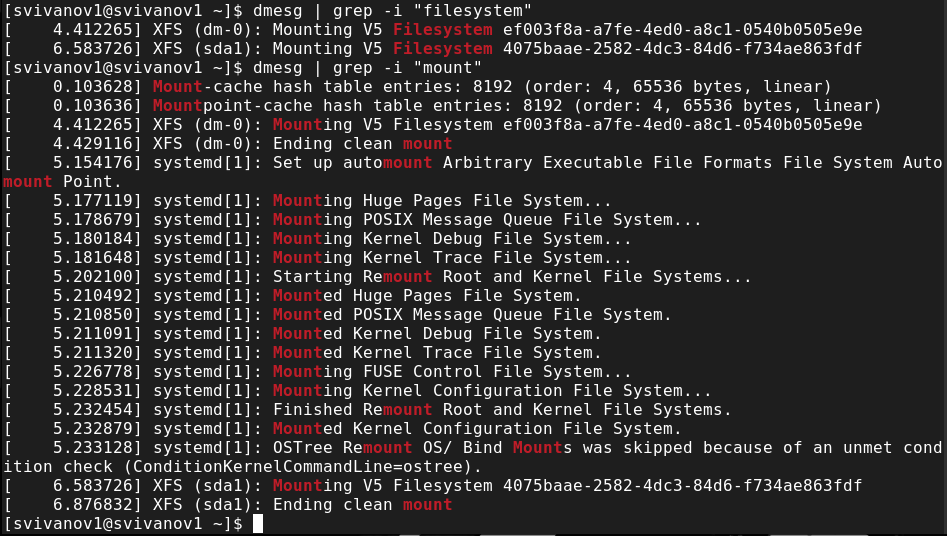 [svivanov1@svivanov1 ~]$ dmesg | grep -i "filesystem"
[    4.412265] XFS (dm-0): Mounting V5 Filesystem ef003f8a-a7fe-4ed0-a8c1-0540b0505e9e
[    6.583726] XFS (sda1): Mounting V5 Filesystem 4075baae-2582-4dc3-84d6-f734ae863fdf
[svivanov1@svivanov1 ~]$ dmesg | grep -i "mount"
[    0.103628] Mount-cache hash table entries: 8192 (order: 4, 65536 bytes, linear)
[    0.103636] Mountpoint-cache hash table entries: 8192 (order: 4, 65536 bytes, linear)
[    4.412265] XFS (dm-0): Mounting V5 Filesystem ef003f8a-a7fe-4ed0-a8c1-0540b0505e9e
[    4.429116] XFS (dm-0): Ending clean mount
[    5.154176] systemd[1]: Set up automount Arbitrary Executable File Formats File System Auto
mount Point.
[    5.177119] systemd[1]: Mounting Huge Pages File System...
[    5.178679] systemd[1]: Mounting POSIX Message Queue File System...
[    5.180184] systemd[1]: Mounting Kernel Debug File System...
[    5.181648] systemd[1]: Mounting Kernel Trace File System...
[    5.202100] systemd[1]: Starting Remount Root and Kernel File Systems...
[    5.210492] systemd[1]: Mounted Huge Pages File System.
[    5.210850] systemd[1]: Mounted POSIX Message Queue File System.
[    5.211091] systemd[1]: Mounted Kernel Debug File System.
[    5.211320] systemd[1]: Mounted Kernel Trace File System.
[    5.226778] systemd[1]: Mounting FUSE Control File System...
[    5.228531] systemd[1]: Mounting Kernel Configuration File System...
[    5.232454] systemd[1]: Finished Remount Root and Kernel File Systems.
[    5.232879] systemd[1]: Mounted Kernel Configuration File System.
[    5.233128] systemd[1]: OSTree Remount OS/ Bind Mounts was skipped because of an unmet cond
ition check (ConditionKernelCommandLine=ostree).
[    6.583726] XFS (sda1): Mounting V5 Filesystem 4075baae-2582-4dc3-84d6-f734ae863fdf
[    6.876832] XFS (sda1): Ending clean mount
[svivanov1@svivanov1 ~]$